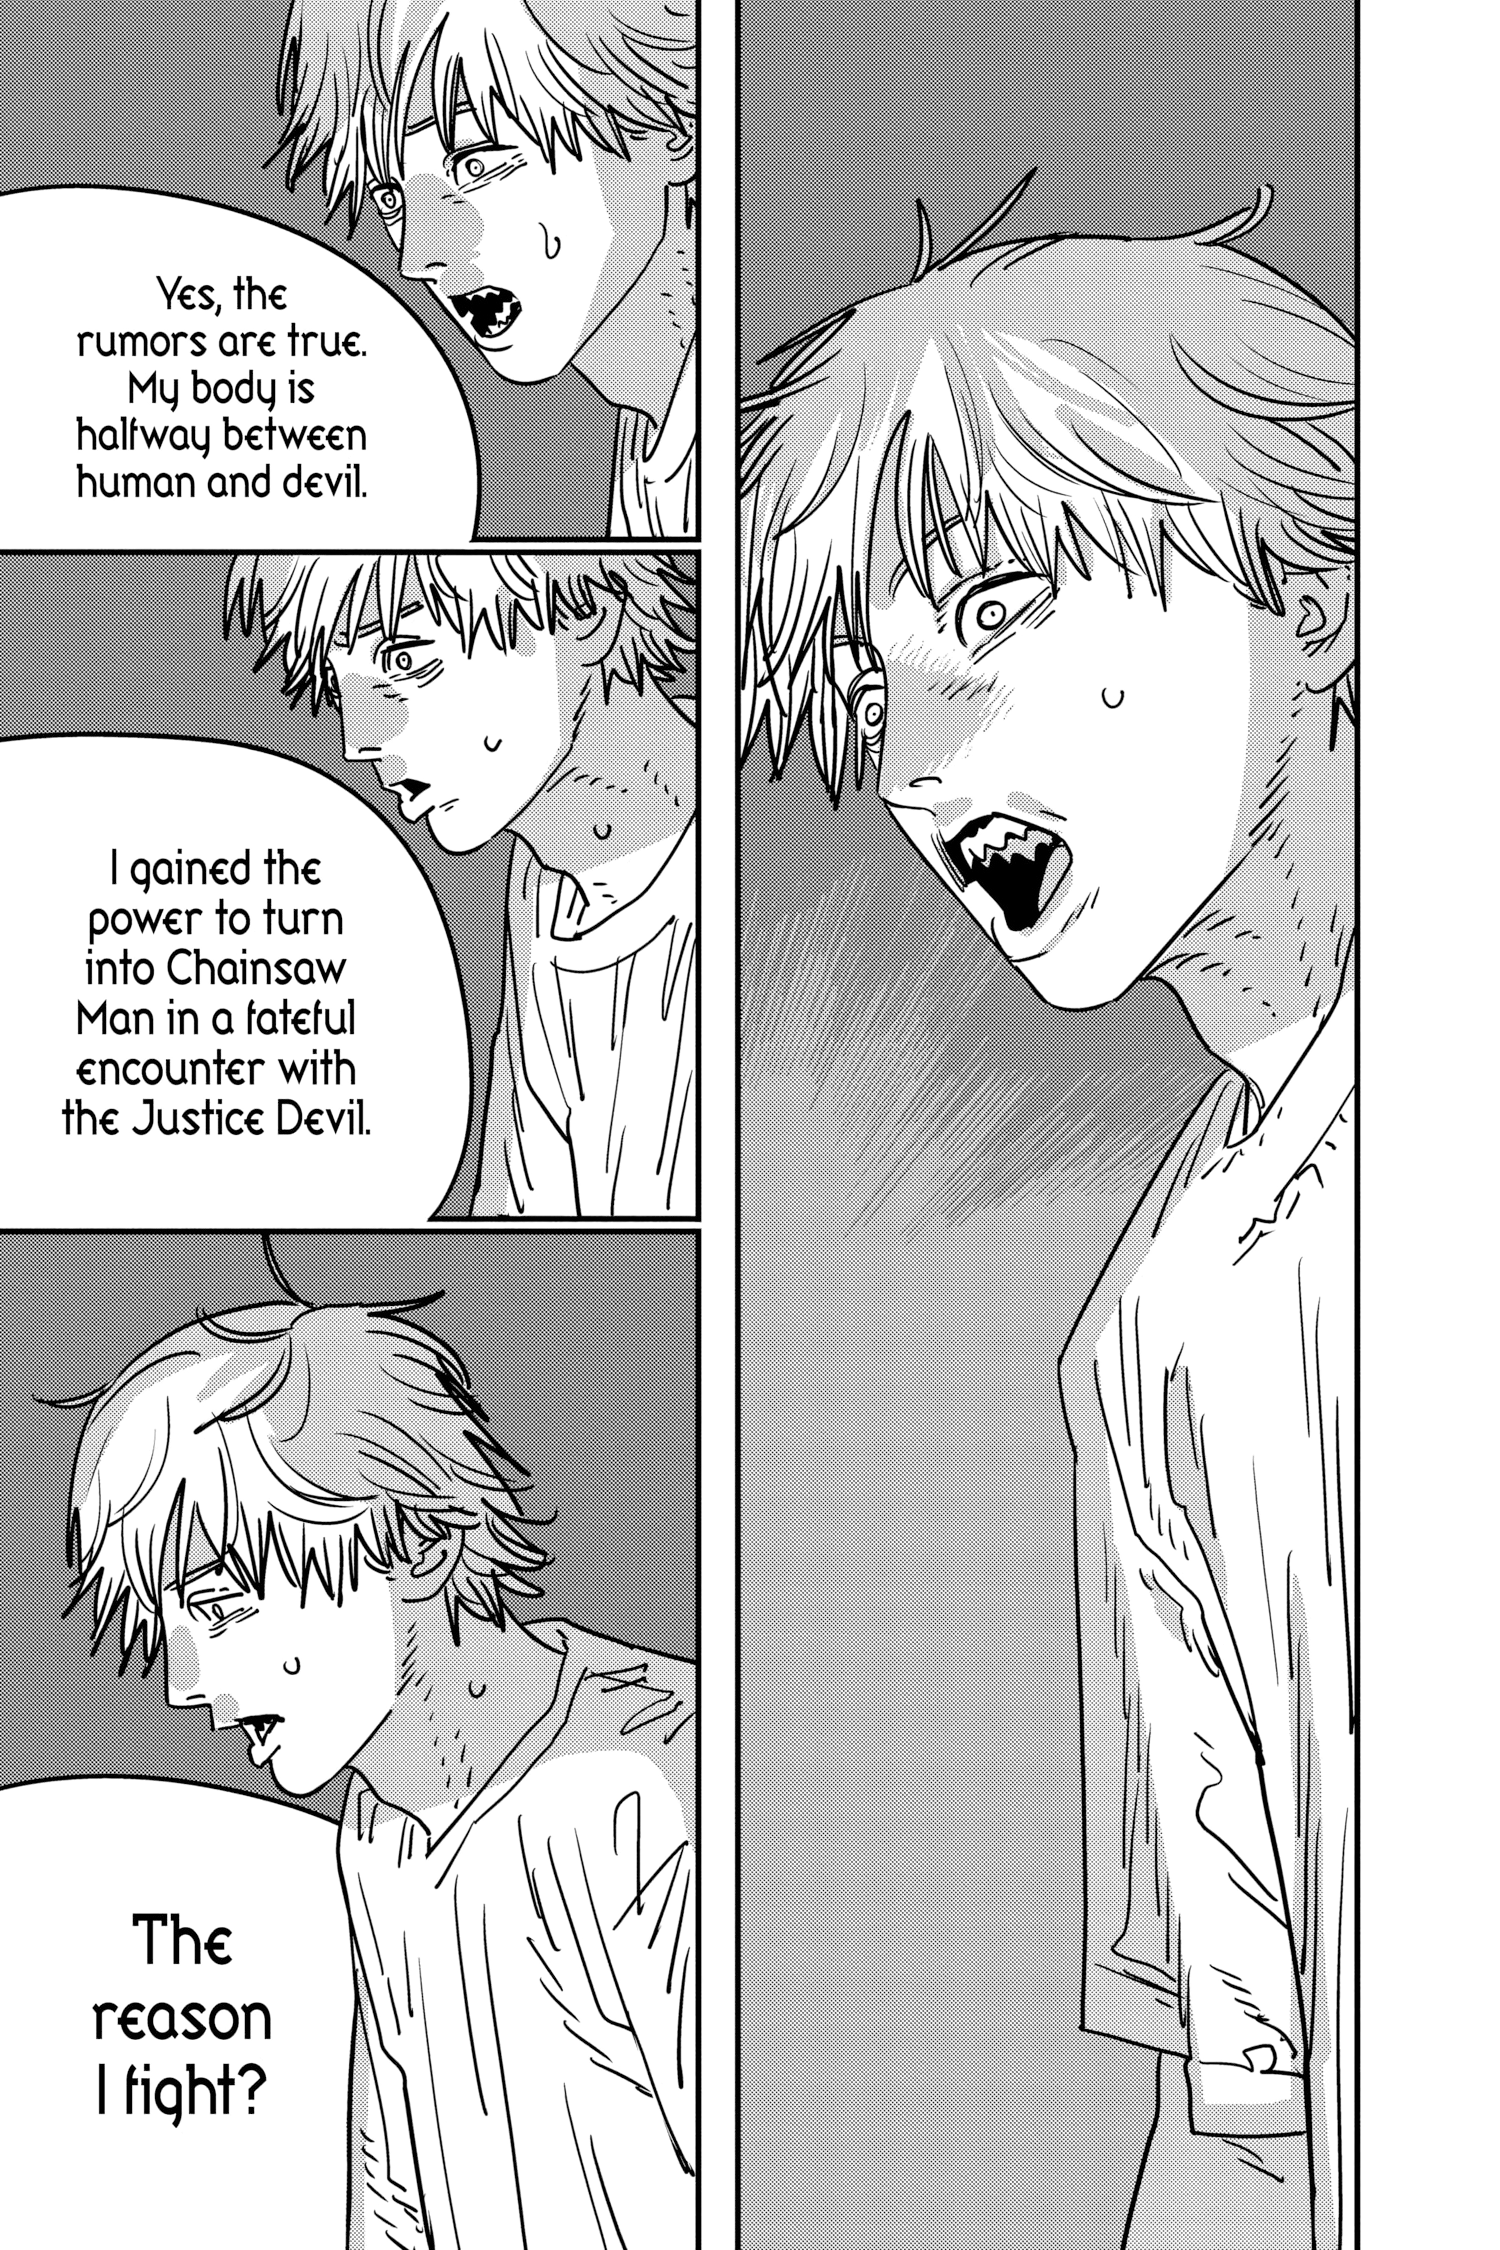 Yes, the
rumors are true.
My body is
halfway between
human and devil.
I gained the
power to turn
into Chainsaw
Man in a fateful
encounter with
the Justice Devil.
The
reason
I fight?